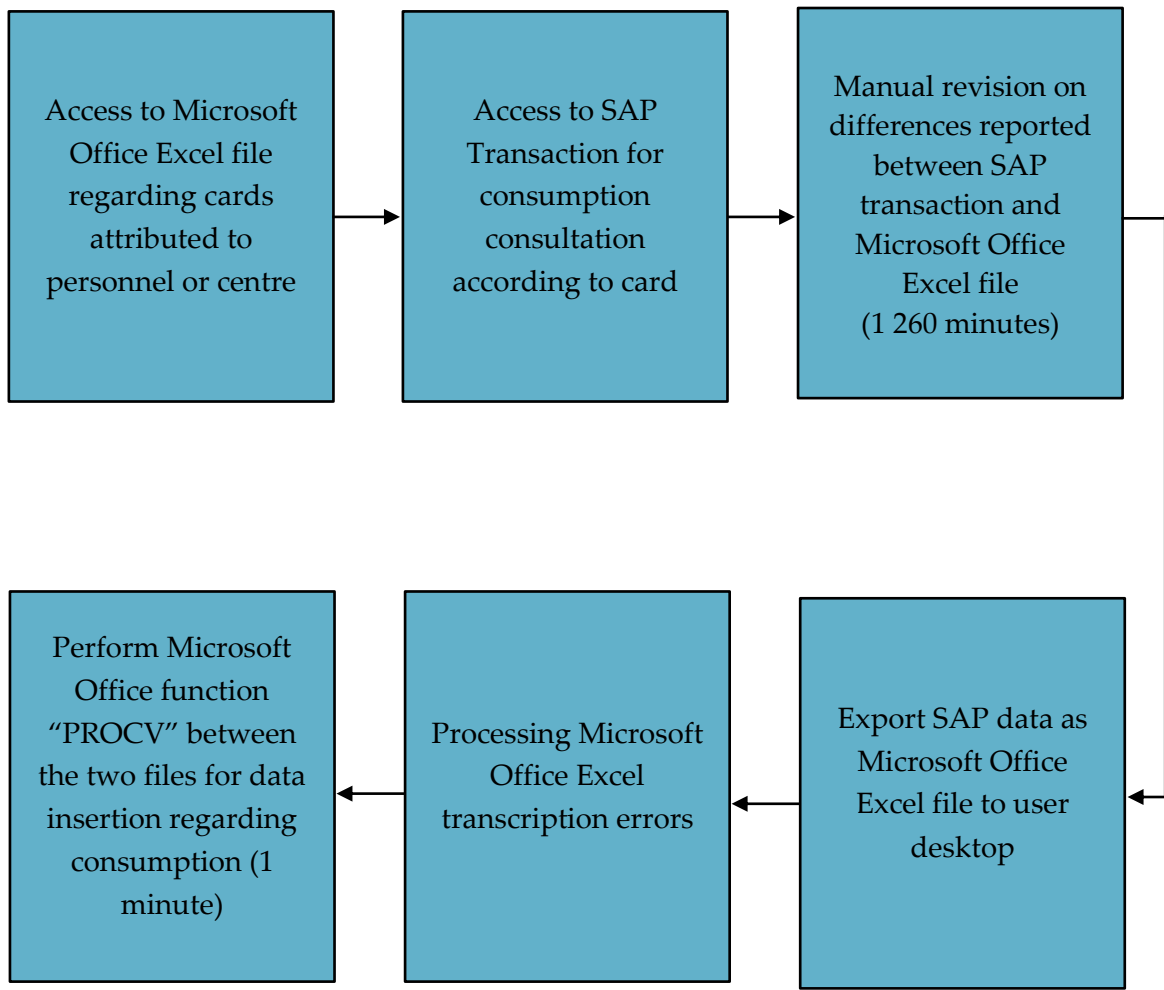 Access to Microsoft
Office Excel file
regarding cards
attributed to
personnel or centre
Access to SAP
Transaction for
consumption
consultation
according to card
Manual revision on
differences reported
between SAP
transaction and
Microsoft Office
Excel file
(1 260 minutes)
Export SAP data as
Microsoft Office
Excel file to user
desktop
Processing Microsoft
Office Excel
transcription errors
Perform Microsoft
Office function
“PROCV” between
the two files for data
insertion regarding
consumption (1
minute)